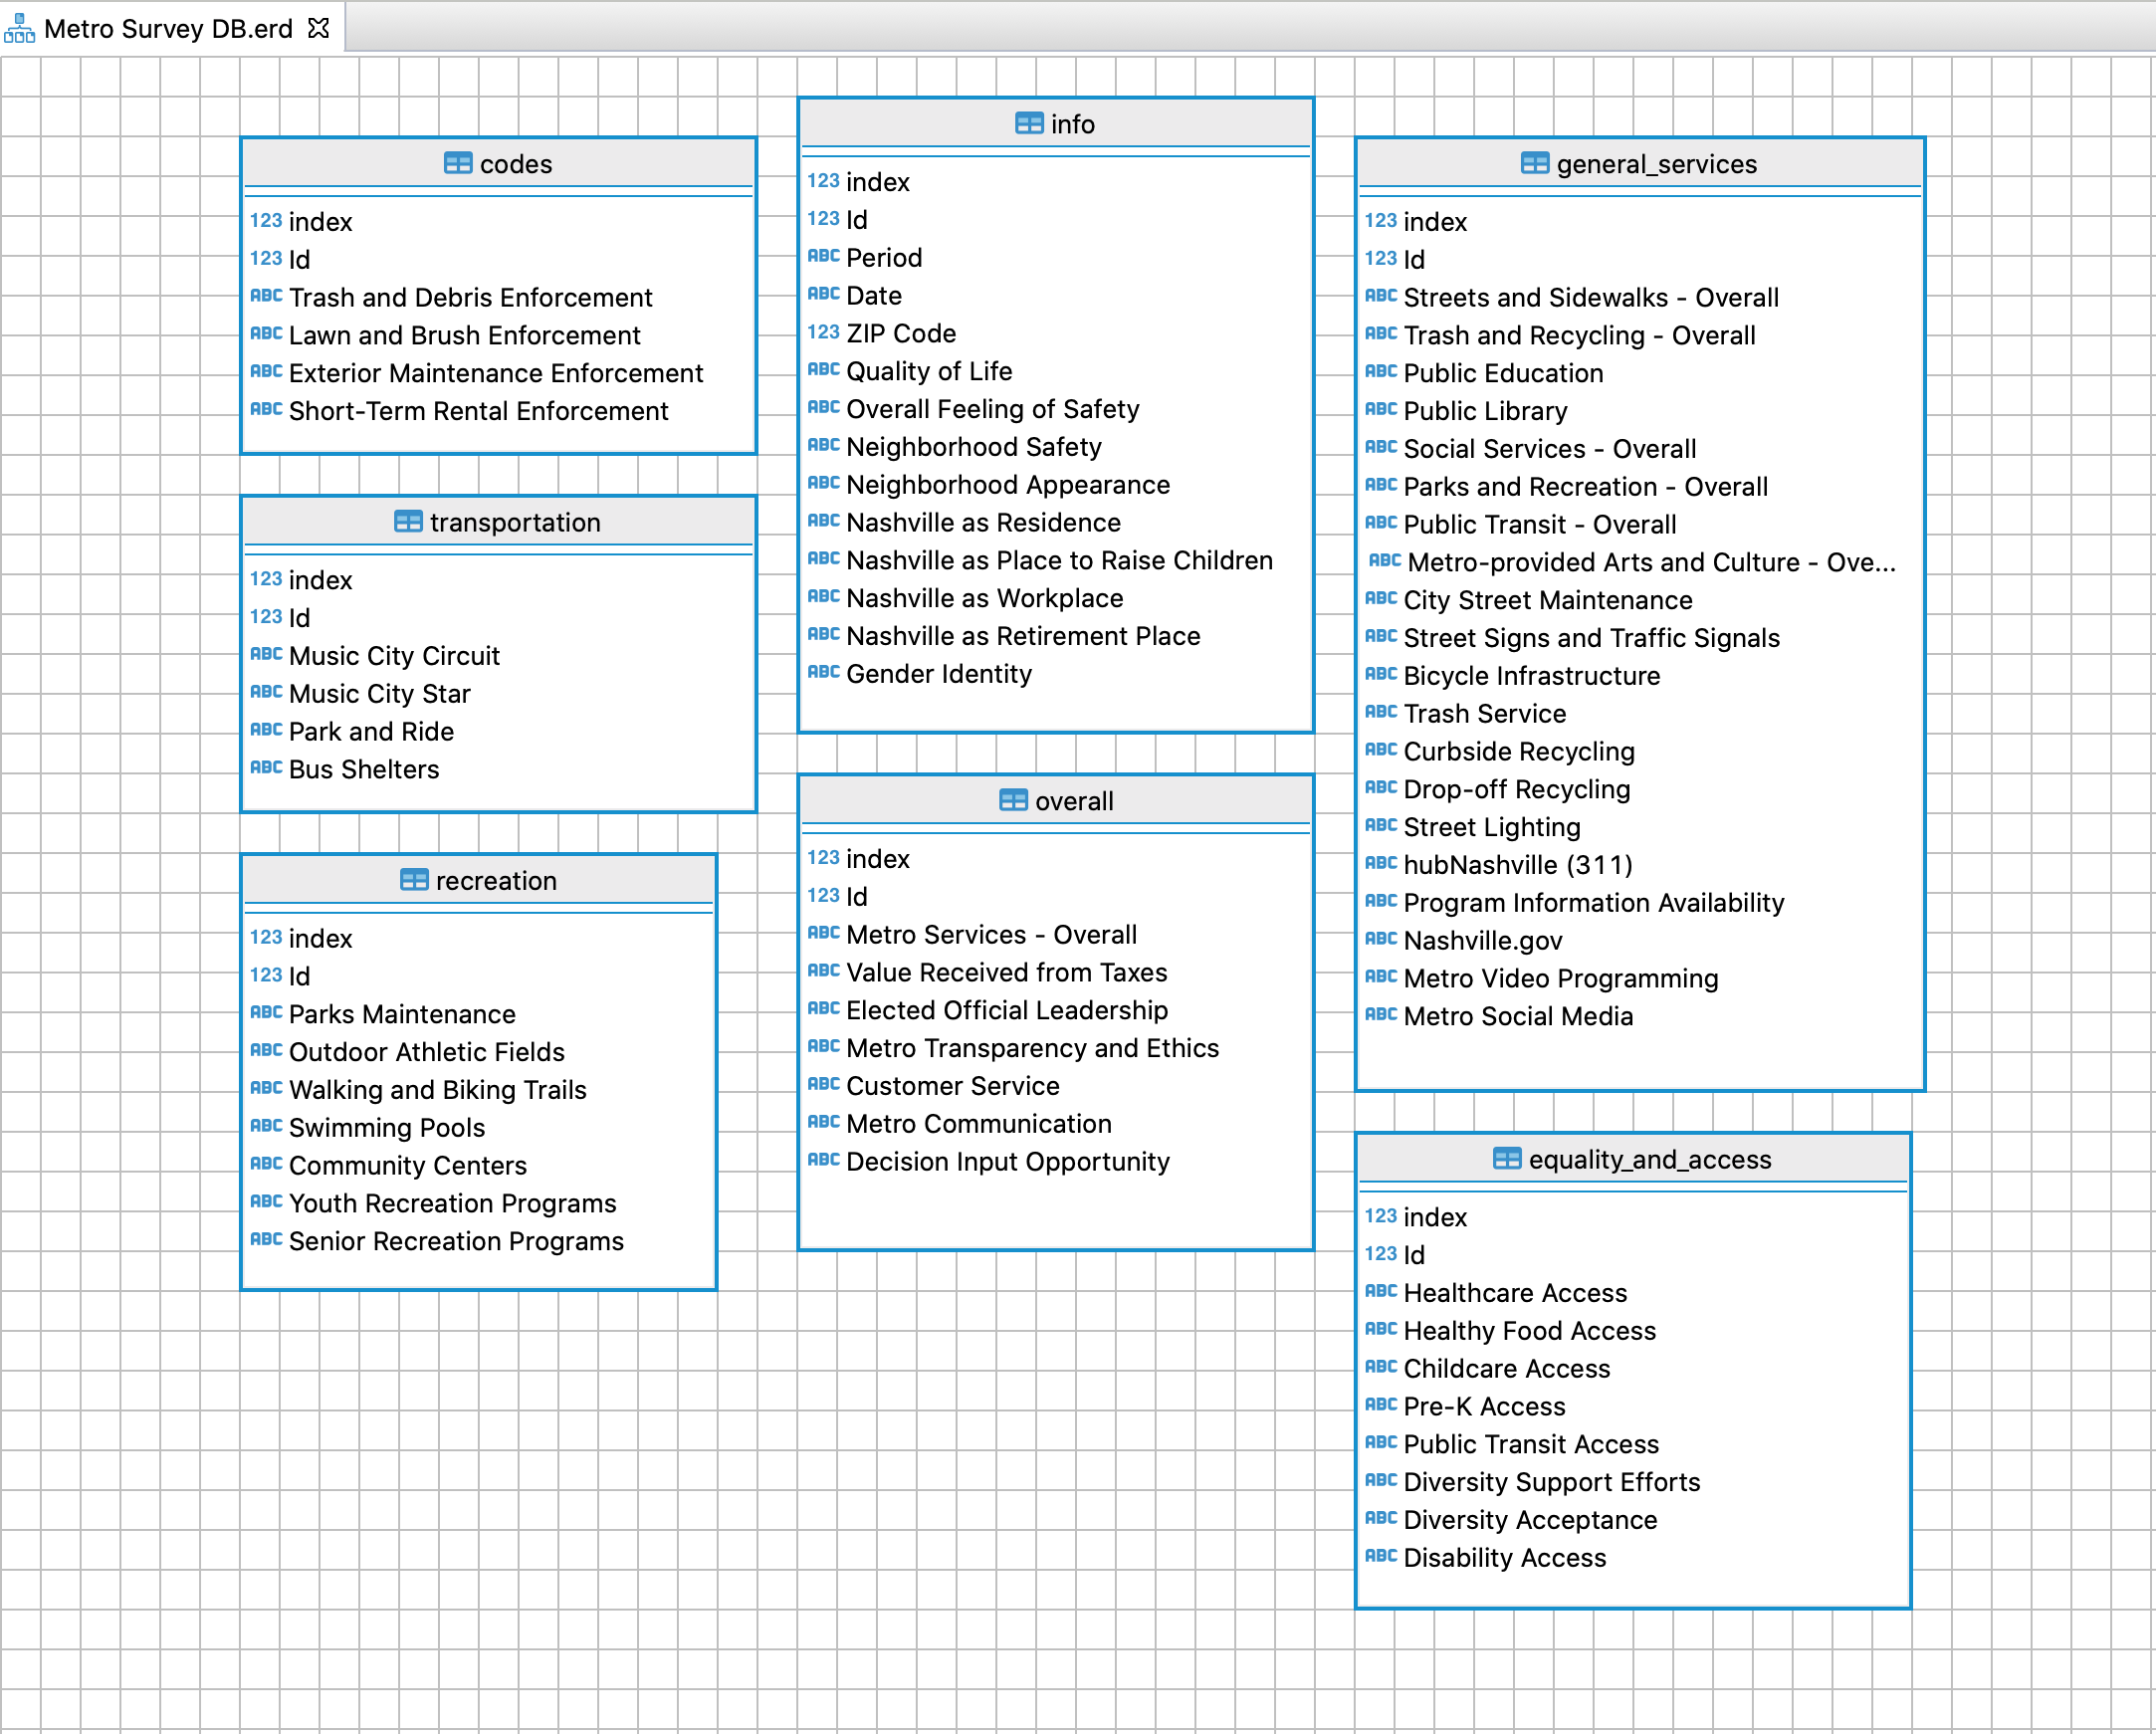 Metro Survey DB.erd
codes
123 index
123 Id
ABC Trash and Debris Enforcement
ABC Lawn and Brush Enforcement
ABC Exterior Maintenance Enforcement
ABC Short-Term Rental Enforcement
transportation
123 index
123 Id
ABC Music City Circuit
ABC Music City Star
ABC Park and Ride
ABC Bus Shelters
recreation
123 index
123 Id
ABC Parks Maintenance
ABC Outdoor Athletic Fields
ABC Walking and Biking Trails
ABC Swimming Pools
ABC Community Centers
ABC Youth Recreation Programs
ABC Senior Recreation Programs
info
123 index
123 Id
ABC Period
ABC Date
123 ZIP Code
ABC Quality of Life
ABC Overall Feeling of Safety
ABC Neighborhood Safety
ABC Neighborhood Appearance
ABC Nashville as Residence
ABC Nashville as Place to Raise Children
ABC Nashville as Workplace
ABC Nashville as Retirement Place
ABC Gender Identity
overall
123 index
123 Id
ABC Metro Services - Overall
ABC Value Received from Taxes
ABC Elected Official Leadership
ABC Metro Transparency and Ethics
ABC Customer Service
ABC Metro Communication
ABC Decision Input Opportunity
general_services
123 index
123 Id
ABC Streets and Sidewalks - Overall
ABC Trash and Recycling - Overall
ABC Public Education
ABC Public Library
ABC Social Services - Overall
ABC Parks and Recreation - Overall
ABC Public Transit - Overall
ABC Metro-provided Arts and Culture - Ove...
ABC City Street Maintenance
ABC Street Signs and Traffic Signals
ABC Bicycle Infrastructure
ABC Trash Service
ABC Curbside Recycling
ABC Drop-off Recycling
ABC Street Lighting
ABC hubNashville (311)
ABC Program Information Availability
ABC Nashville.gov
ABC Metro Video Programming
ABC Metro Social Media
equality_and_access
123 index
123 Id
ABC Healthcare Access
ABC Healthy Food Access
ABC Childcare Access
ABC Pre-K Access
ABC Public Transit Access
ABC Diversity Support Efforts
ABC Diversity Acceptance
ABC Disability Access